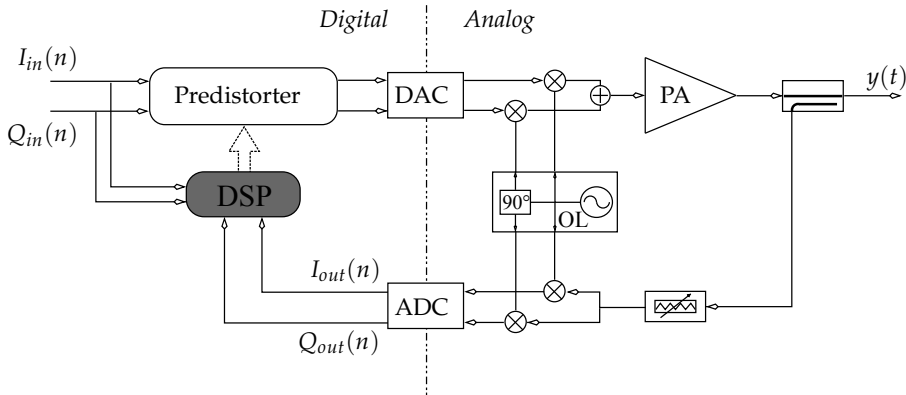 Digital
Analog
I_in(n)
Q_in(n)
Predistorter
DAC
PA
y(t)
DSP
90°
OL
I_out(n)
Q_out(n)
ADC